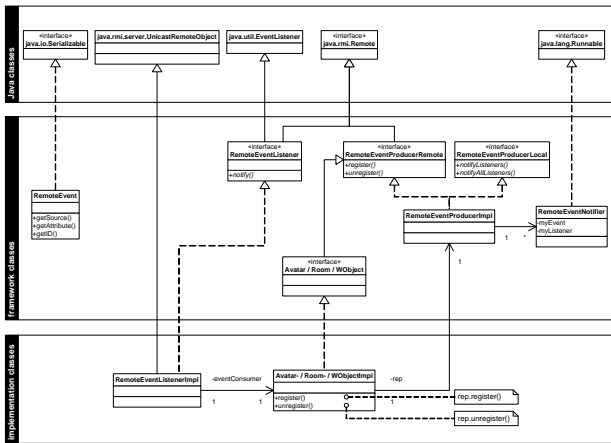 Java classes
«interface»
java.io.Serializable
java.rmi.server.UnicastRemoteObject
java.util.EventListener
«interface»
java.rmi.Remote
«interface»
java.lang.Runnable
framework classes
«interface»
RemoteEventListener
+notify()
«interface»
RemoteEventProducerRemote
+register()
+unregister()
«interface»
RemoteEventProducerLocal
+notifyListeners()
+notifyAllListeners()
RemoteEvent
+getSource()
+getAttribute()
+getID()
RemoteEventProducerImpl
RemoteEventNotifier
-myEvent
-myListener
1
*
1
«interface»
Avatar / Room / WObject
implementation classes
RemoteEventListenerImpl
-eventConsumer
1
1
Avatar- / Room- / WObjectImpl
+register()
+unregister()
-rep
1
rep.register()
rep.unregister()